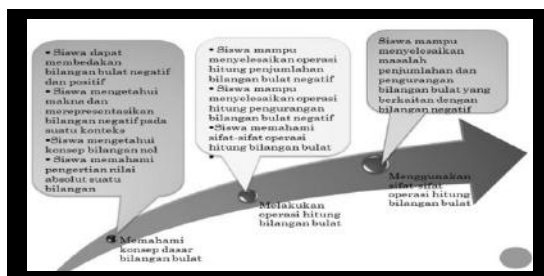 • Siswa dapat
membedakan
bilangan bulat negatif
dan positif
• Siswa mengetahui
makna dan
merepresentasikan
bilangan negatif pada
suatu konteks
•Siswa mengetahui
konsep bilangan nol
• Siswa memahami
pengertian nilai
absolut suatu
bilangan
• Siswa mampu
menyelesaikan operasi
hitung penjumlahan
bilangan bulat negatif
• Siswa mampu
menyelesaikan operasi
hitung pengurangan
bilangan bulat negatif
•Siswa memahami
sifat-sifat operasi
hitung bilangan bulat
•
Siswa mampu
menyelesaikan
masalah
penjumlahan dan
pengurangan
bilangan bulat yang
berkaitan dengan
bilangan negatif
Memahami
konsep dasar
bilangan bulat
Melakukan
operasi hitung
bilangan bulat
Menggunakan
sifat-sifat
operasi hitung
bilangan bulat